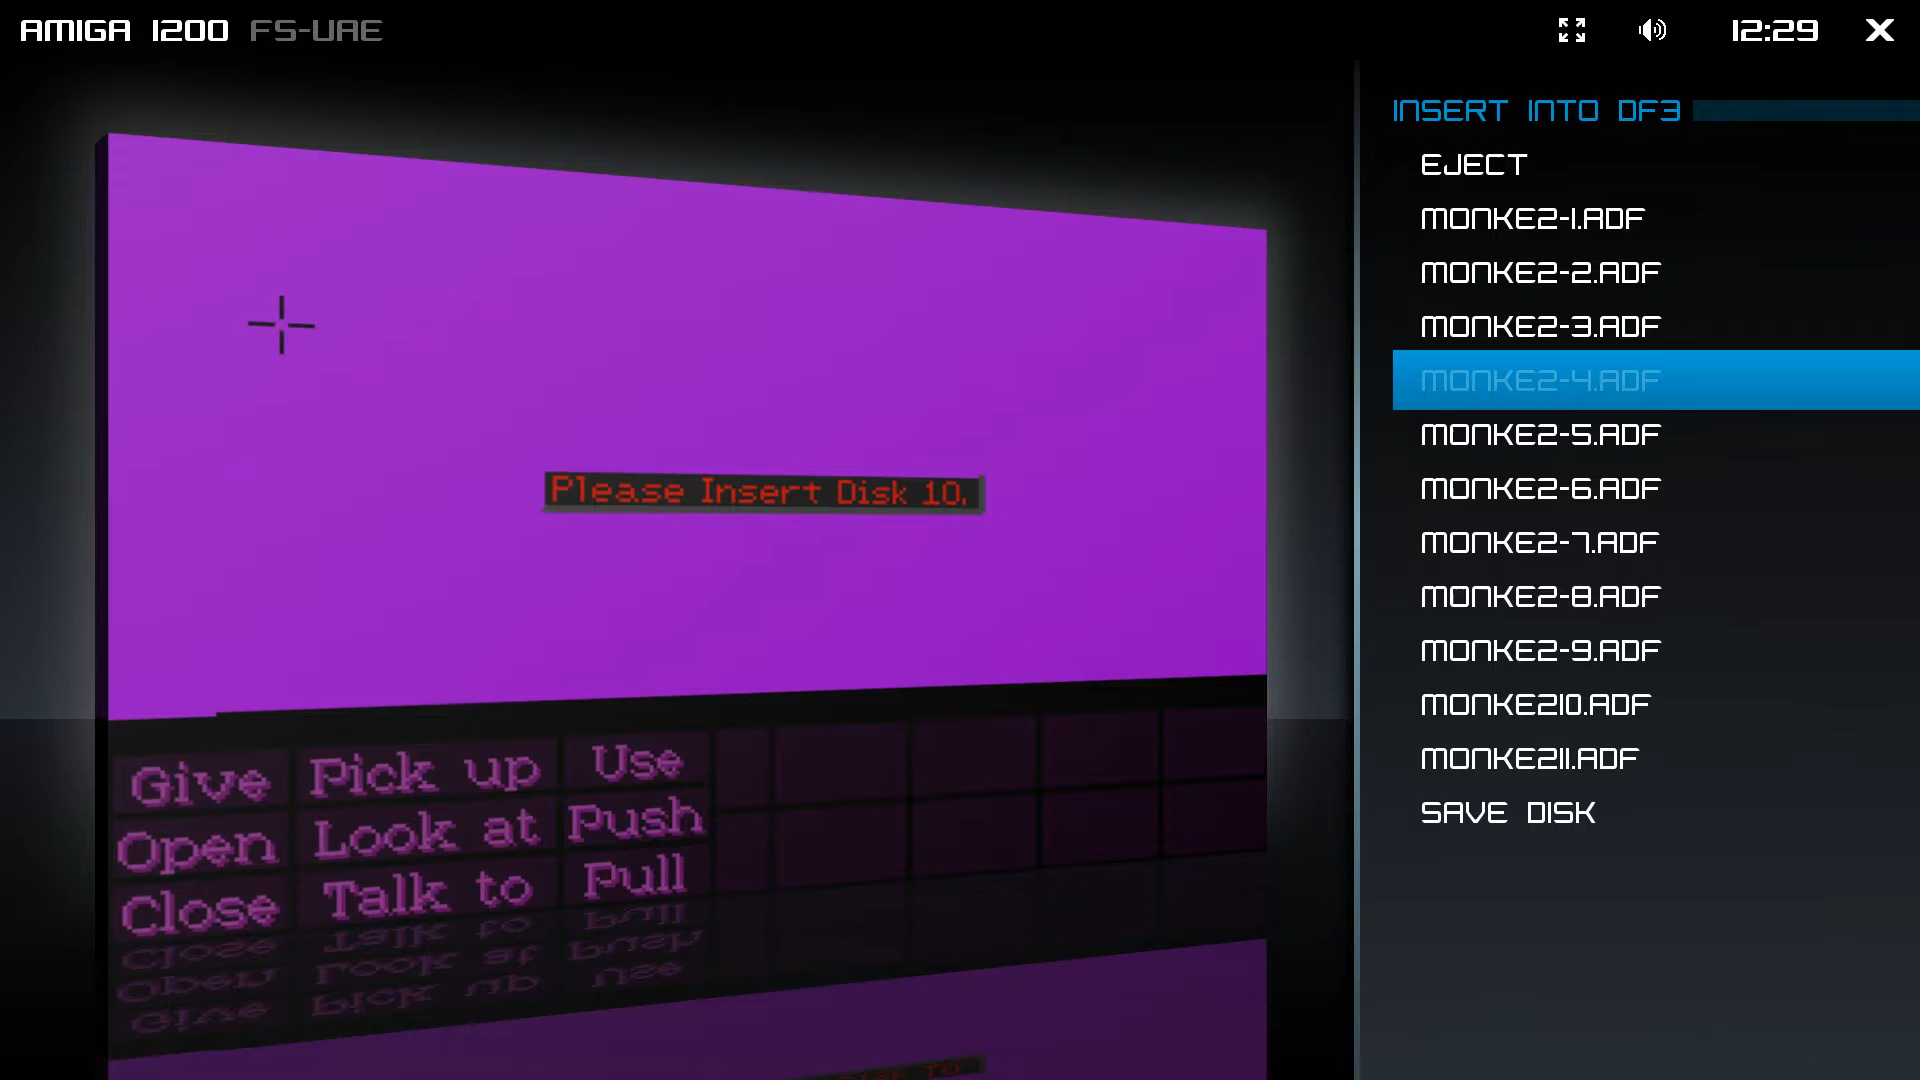 AMIGA 1200 FS-UAE
12:29 X
INSERT INTO DF3
EJECT
MONKE2-1.ADF
MONKE2-2.ADF
MONKE2-3.ADF
MONKE2-4.ADF
MONKE2-5.ADF
MONKE2-6.ADF
MONKE2-7.ADF
MONKE2-8.ADF
MONKE2-9.ADF
MONKE210.ADF
MONKE211.ADF
SAVE DISK
Please Insert Disk 10.
Give Pick up Use
Open Look at Push
Close Talk to Pull